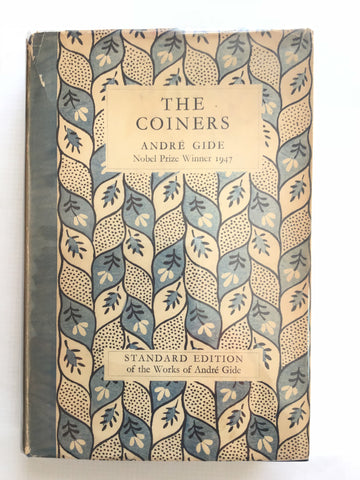 THE
COINERS
ANDRÉ GIDE
Nobel Prize Winner 1947
STANDARD EDITION
of the Works of André Gide